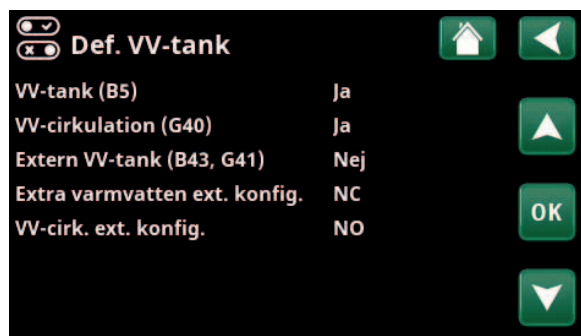 Def. VV-tank
VV-tank (B5) Ja
VV-cirkulation (G40) Ja
Extern VV-tank (B43, G41) Nej
Extra varmvatten ext. konfig. NC
VV-cirk. ext. konfig. NO
OK